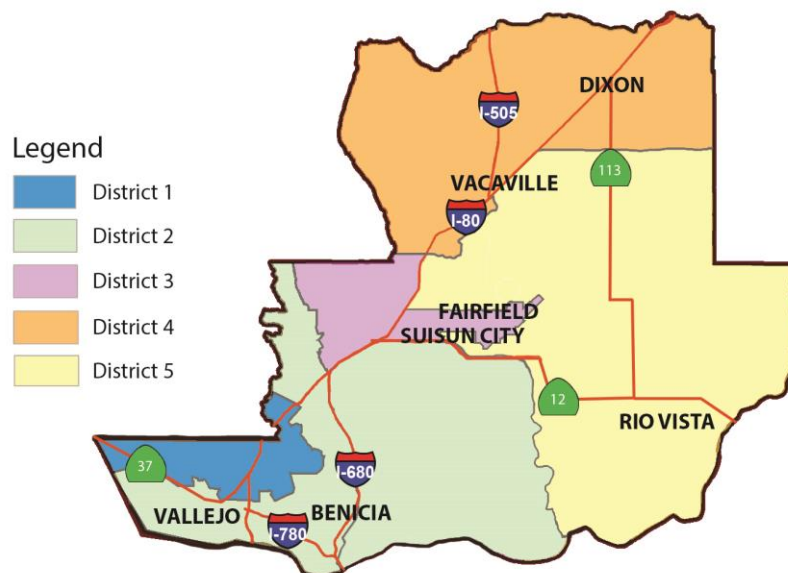 DIXON
I-505
Legend
113
District 1
VACAVILLE
I-80
District 2
District 3
FAIRFIELD
District 4
SUISUN CITY
District 5
12
RIO VISTA
37
I-680
VALLEJO
BENICIA
I-780